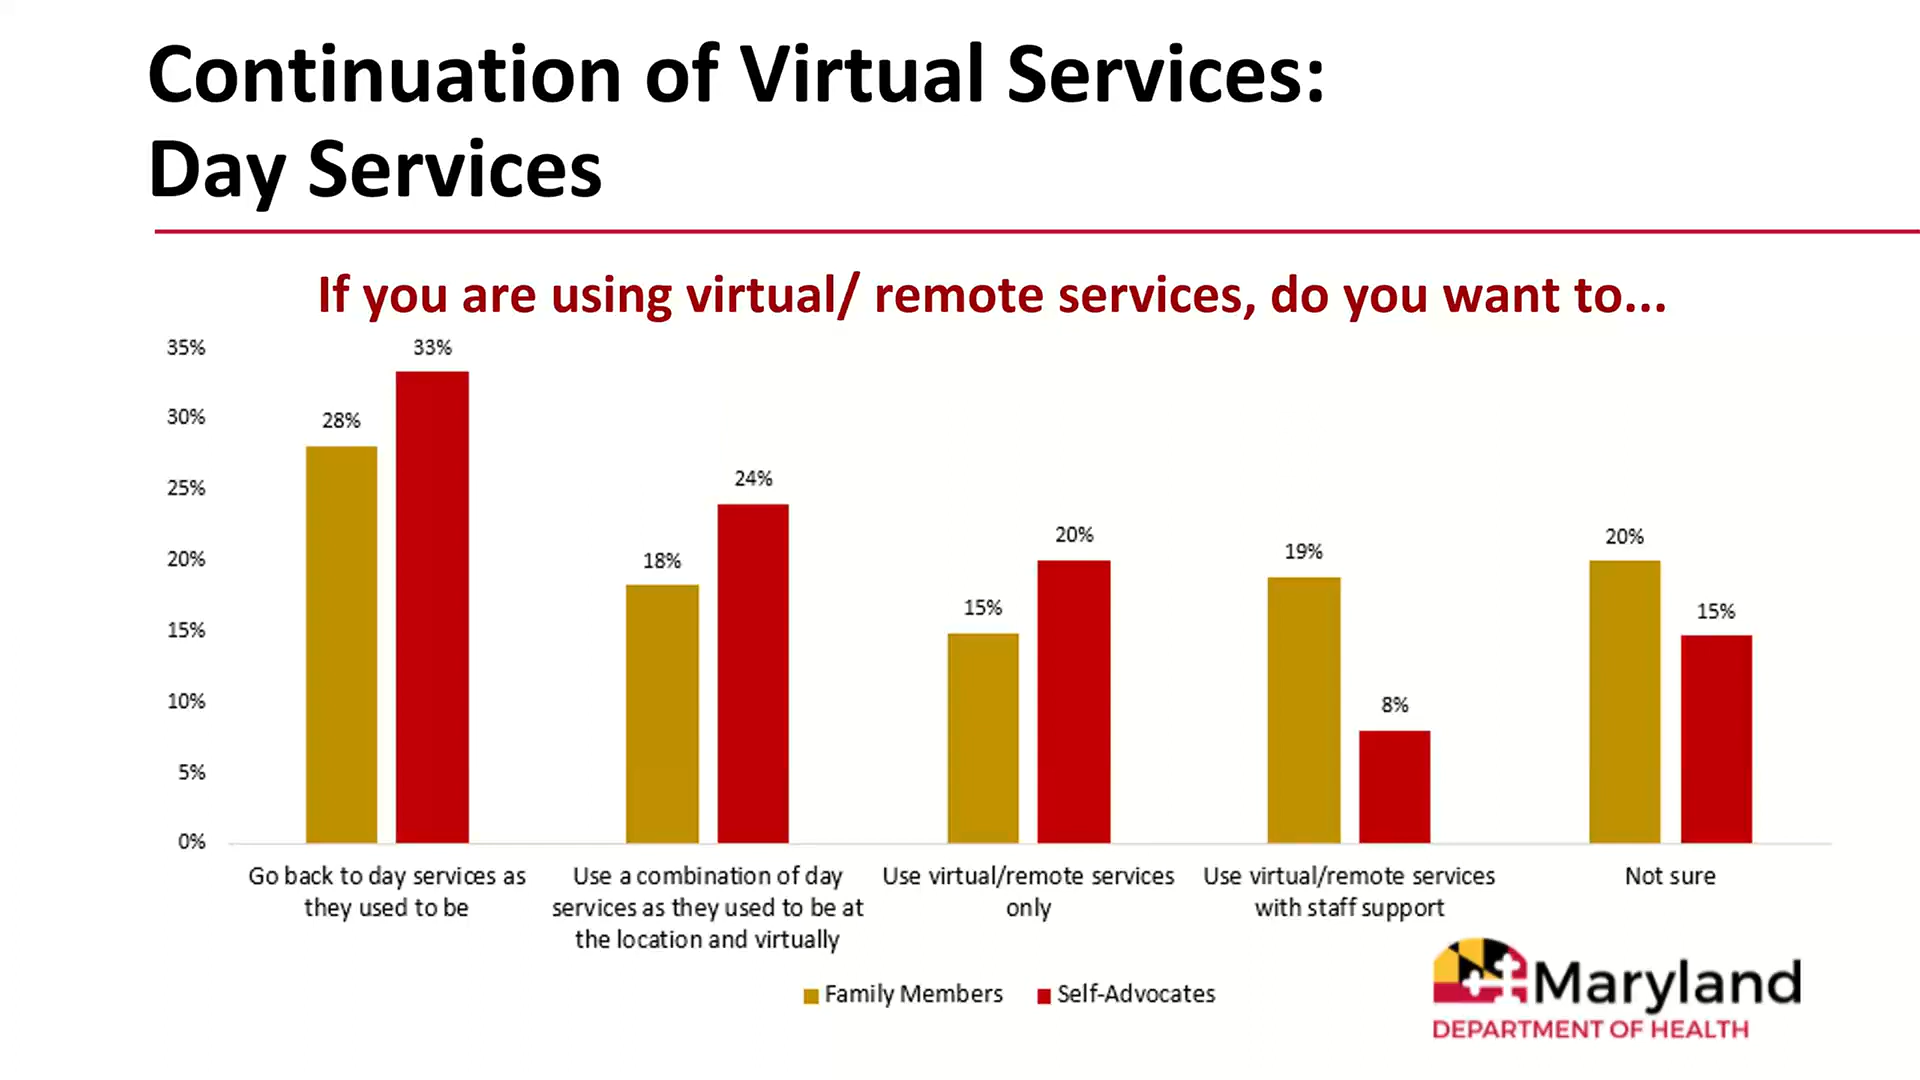 Continuation of Virtual Services:
Day Services
If you are using virtual/ remote services, do you want to...
35%
30%
25%
20%
15%
10%
5%
0%
28%
33%
18%
24%
15%
20%
19%
8%
20%
15%
Go back to day services as
they used to be
Use a combination of day
services as they used to be at
the location and virtually
Use virtual/remote services
only
Use virtual/remote services
with staff support
Not sure
Family Members
Self-Advocates
Maryland
DEPARTMENT OF HEALTH